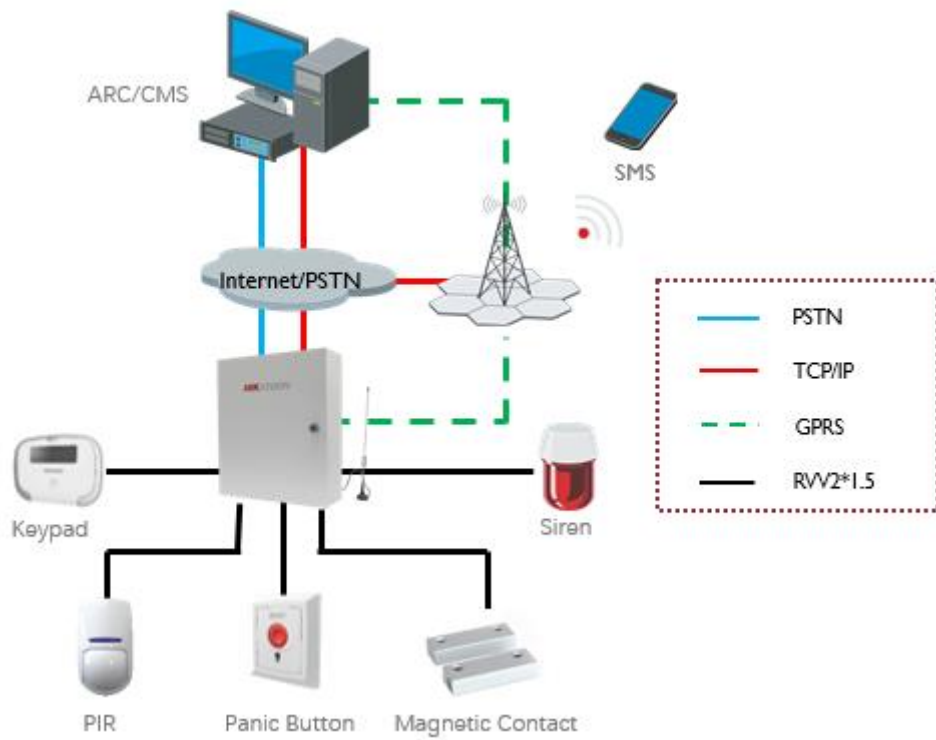 ARC/CMS
SMS
Internet/PSTN
PSTN
TCP/IP
GPRS
RVV2*1.5
HIKVISION
Keypad
Siren
PIR
Panic Button
Magnetic Contact